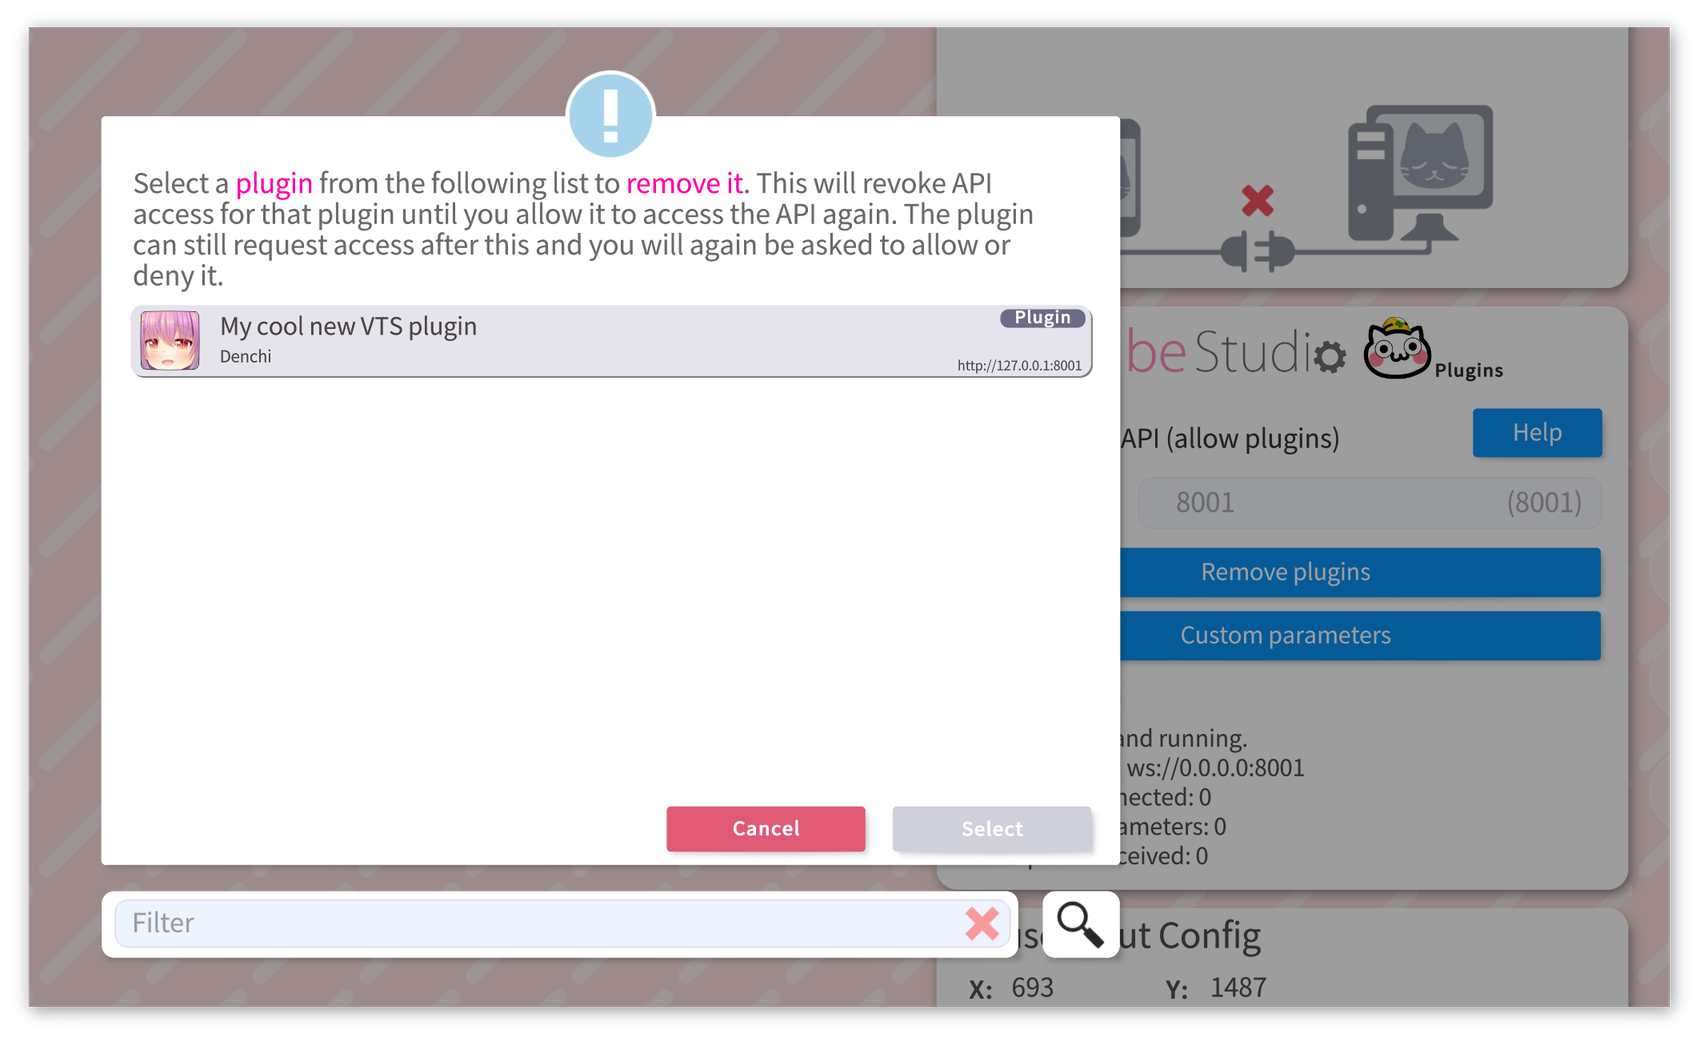 Select a plugin from the following list to remove it. This will revoke API
access for that plugin until you allow it to access the API again. The plugin
can still request access after this and you will again be asked to allow or
deny it.
My cool new VTS plugin
Plugin
Denchi
http://127.0.0.1:8001
Cancel
Select
Filter
be Studio
Plugins
API (allow plugins)
Help
8001
(8001)
Remove plugins
Custom parameters
and running.
ws://0.0.0.0:8001
nected: 0
ameters: 0
ceived: 0
ut Config
X: 693
Y: 1487